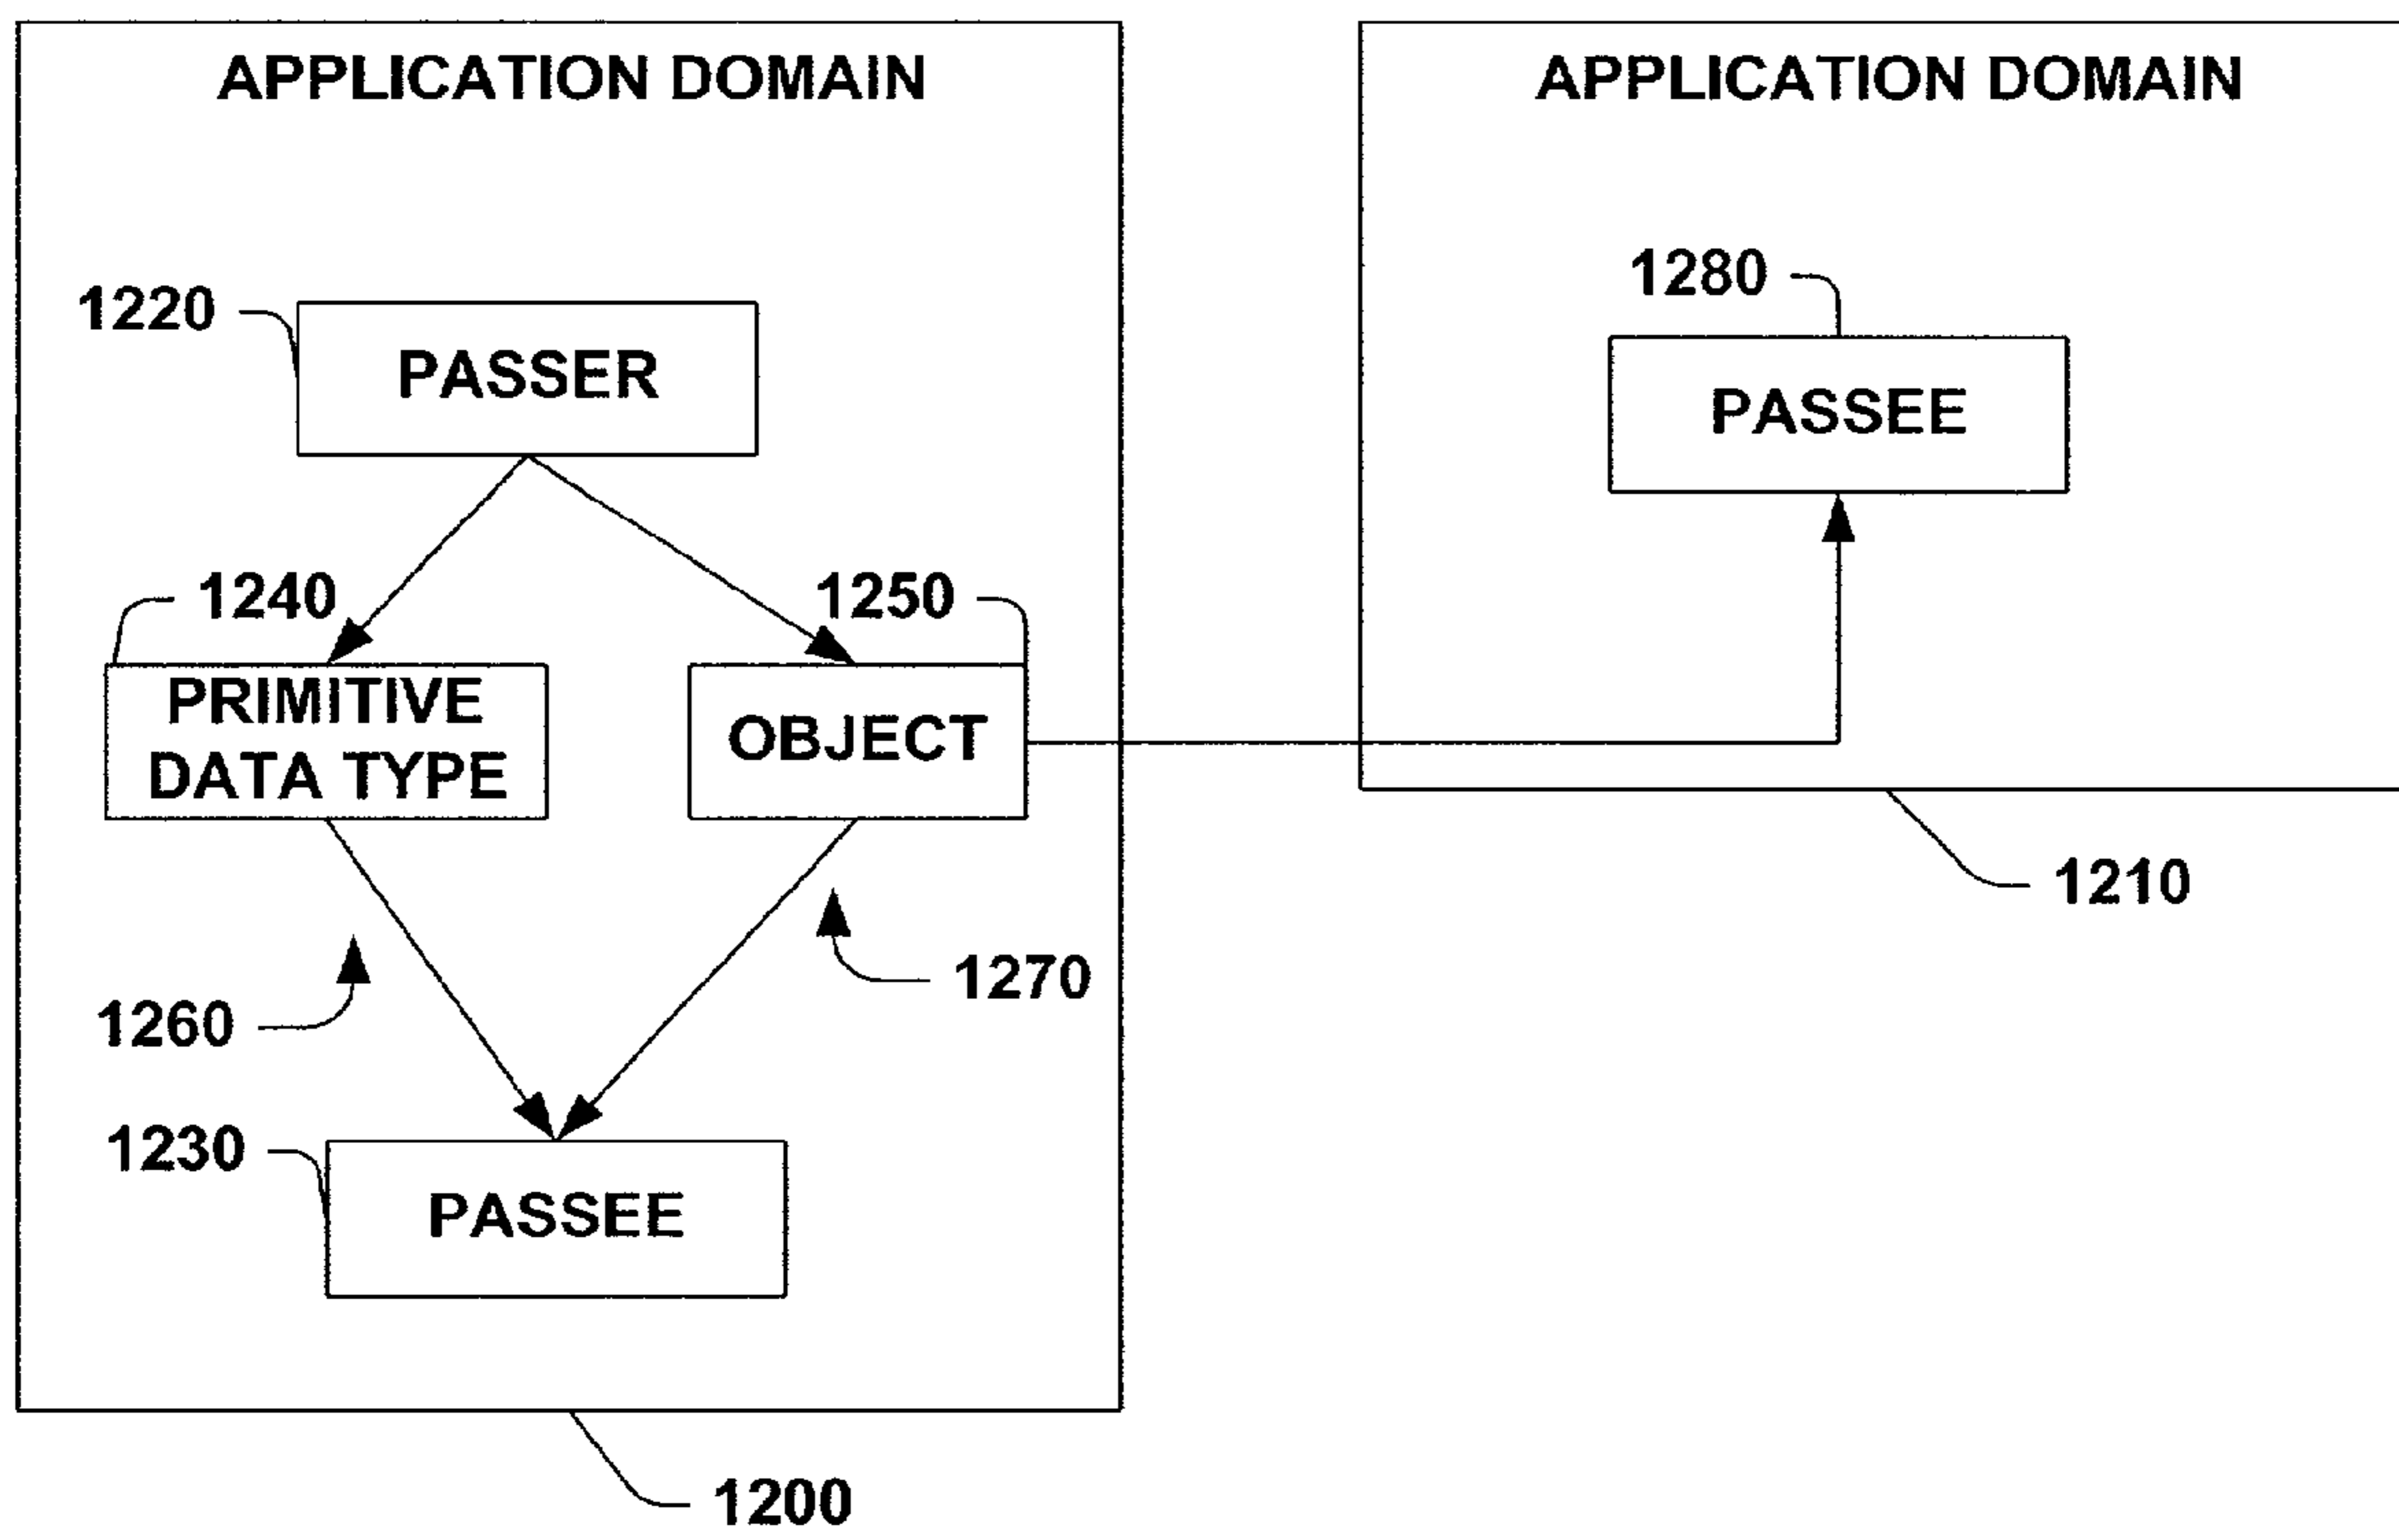 APPLICATION DOMAIN
APPLICATION DOMAIN
1280
1220
PASSER
PASSEE
1240
1250
PRIMITIVE
DATA TYPE
OBJECT
1210
1270
1260
1230
PASSEE
1200